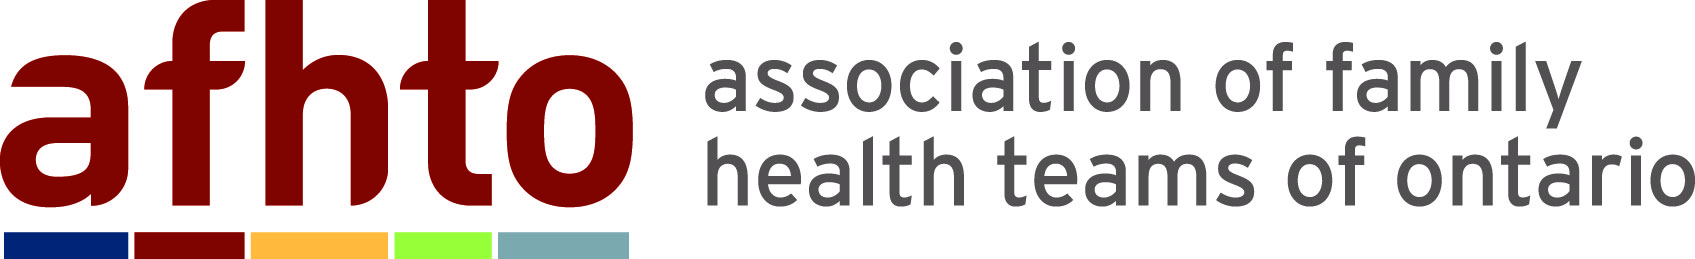 afhto
association of family
health teams of ontario